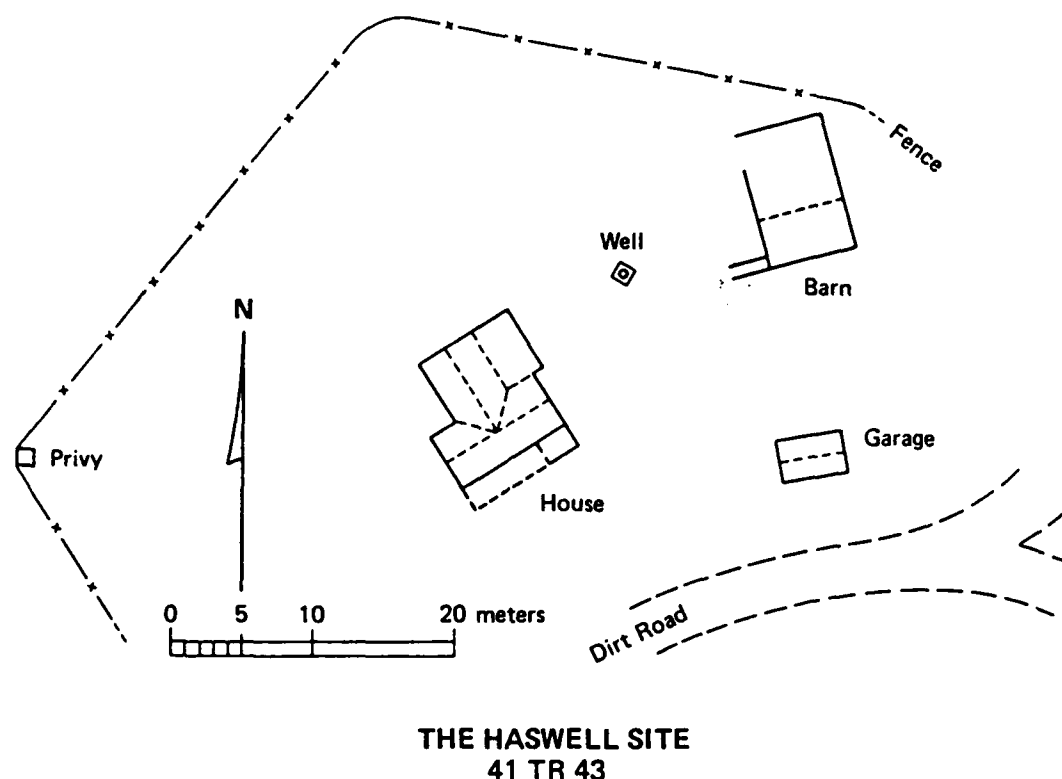 Fence
Well
Barn
N
Privy
Garage
House
0 5 10 20 meters
Dirt Road
THE HASWELL SITE
41 TR 43